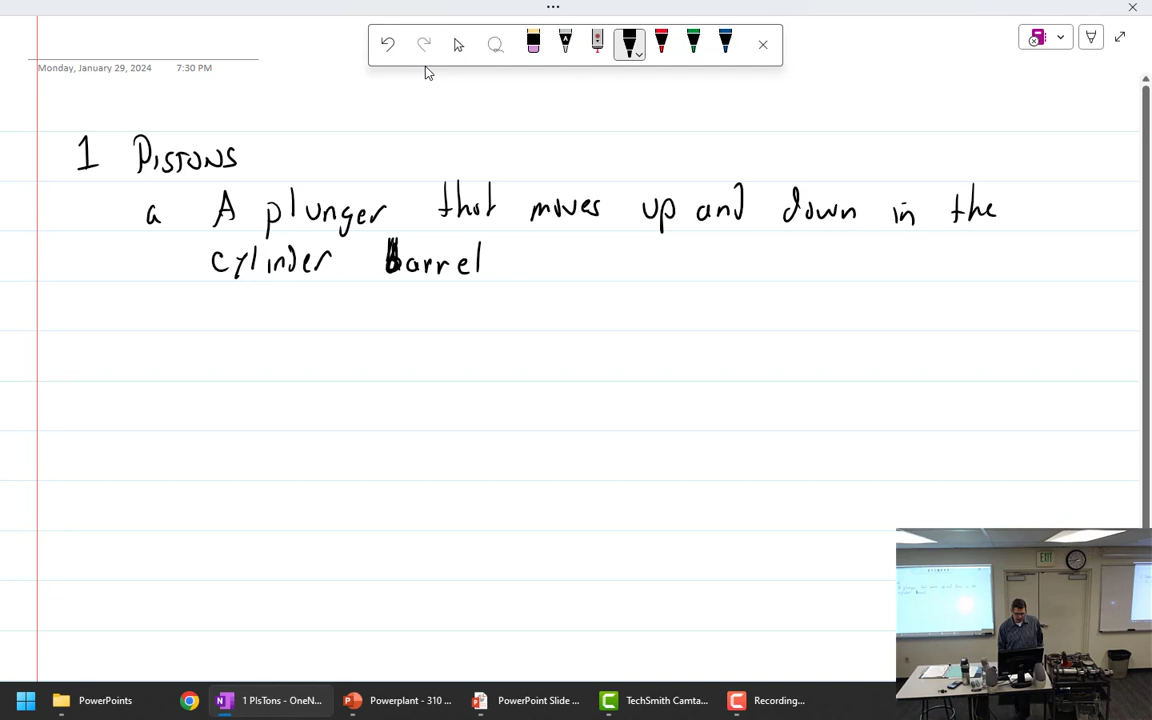 Monday, January 29, 2024 7:30 PM
1 PISTONS
a A plunger that moves up and down in the
cylinder barrel
EXIT
PowerPoints
1 PIsTons - OneN...
Powerplant - 310 ...
PowerPoint Slide ...
TechSmith Camta...
Recording...